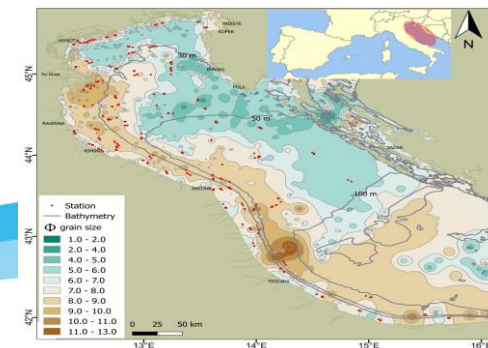 TRIESTE
KOPER
VENEZIA
N
45°N
30 m
Po River
ROVINJ
PULA
RAVENNA
50 m
44°N
RIMINI
ZADAR
ANCONA
100 m
Station
Bathymetry
Φ grain size
1.0 - 2.0
2.0 - 4.0
4.0 - 5.0
5.0 - 6.0
6.0 - 7.0
7.0 - 8.0
8.0 - 9.0
9.0 - 10.0
10.0 - 11.0
11.0 - 13.0
43°N
PESCARA
0 25 50 km
42°N
13°E
14°E
15°E
16°E